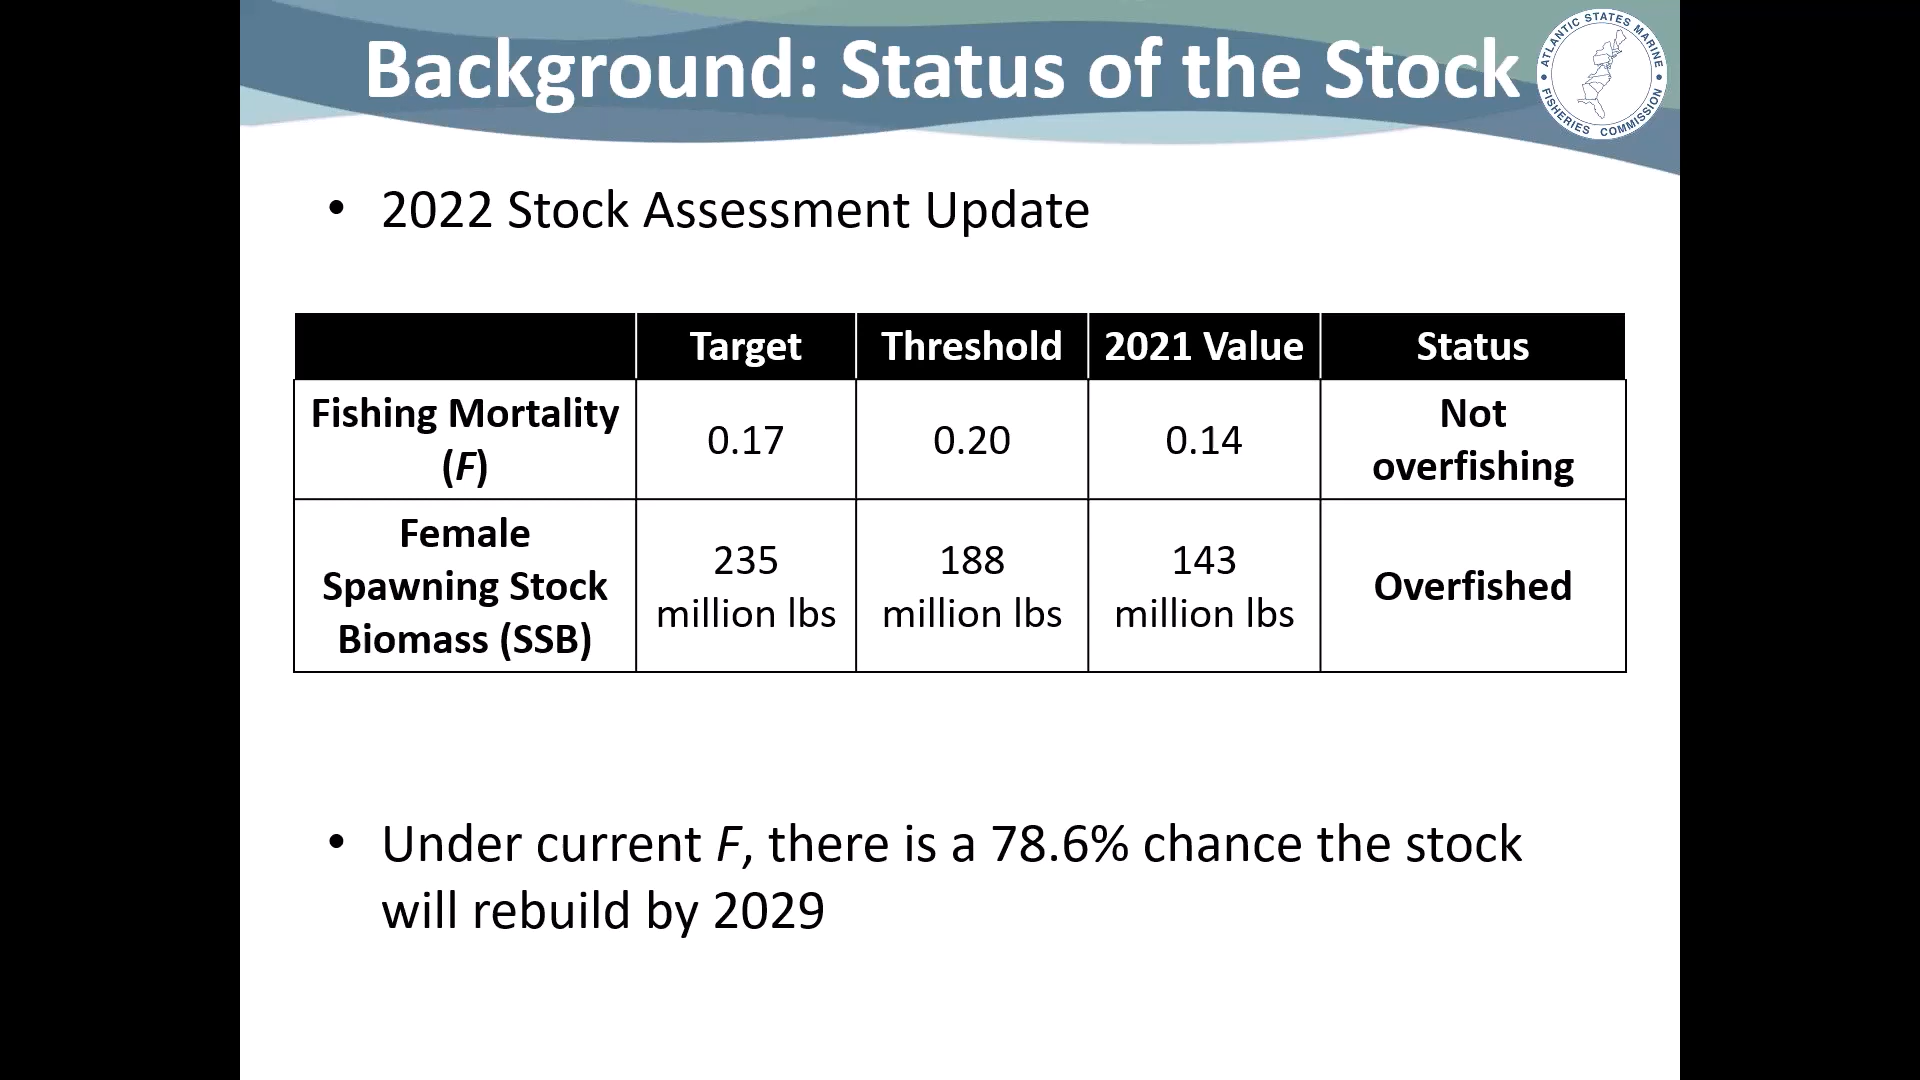 Background: Status of the Stock
ATLANTIC STATES MARINE
FISHERIES COMMISSION
• 2022 Stock Assessment Update
Target Threshold 2021 Value Status
Fishing Mortality
(F)
0.17 0.20 0.14
Not
overfishing
Female
Spawning Stock
Biomass (SSB)
235
million lbs
188
million lbs
143
million lbs
Overfished
• Under current F, there is a 78.6% chance the stock
will rebuild by 2029